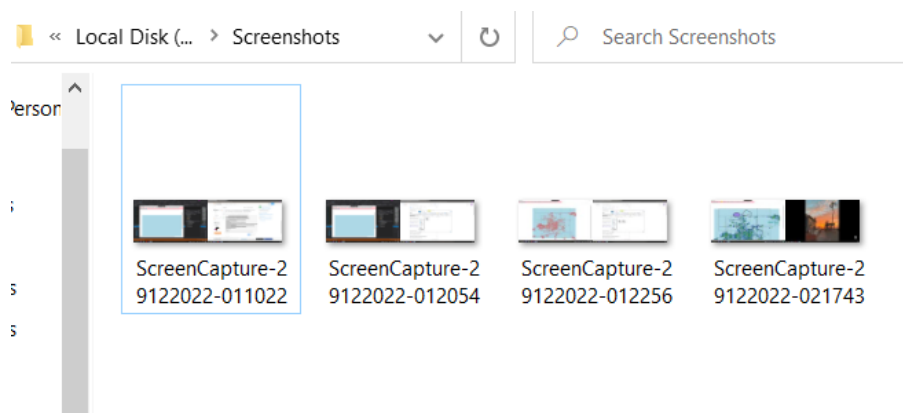 « Local Disk (... > Screenshots
Search Screenshots
Person
s
s
ScreenCapture-2
9122022-011022
ScreenCapture-2
9122022-012054
ScreenCapture-2
9122022-012256
ScreenCapture-2
9122022-021743